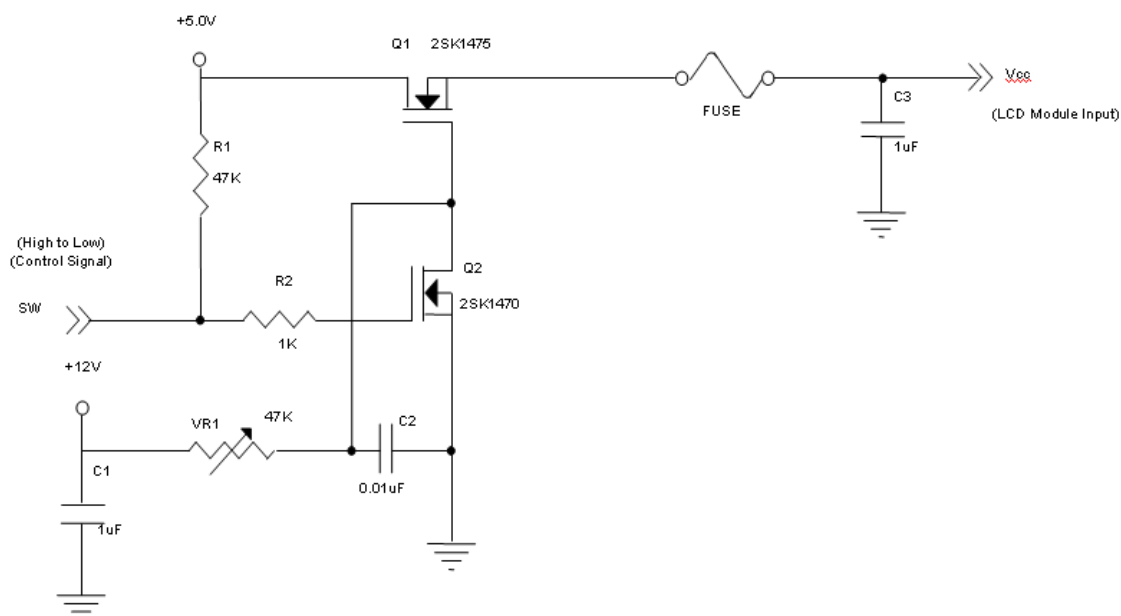 +5.0V
Q1 2SK1475
Vcc
C3
FUSE
(LCD Module Input)
R1
1uF
47K
(High to Low)
(Control Signal)
Q2
R2
SW
2SK1470
1K
+12V
47K
VR1
C2
C1
0.01uF
1uF